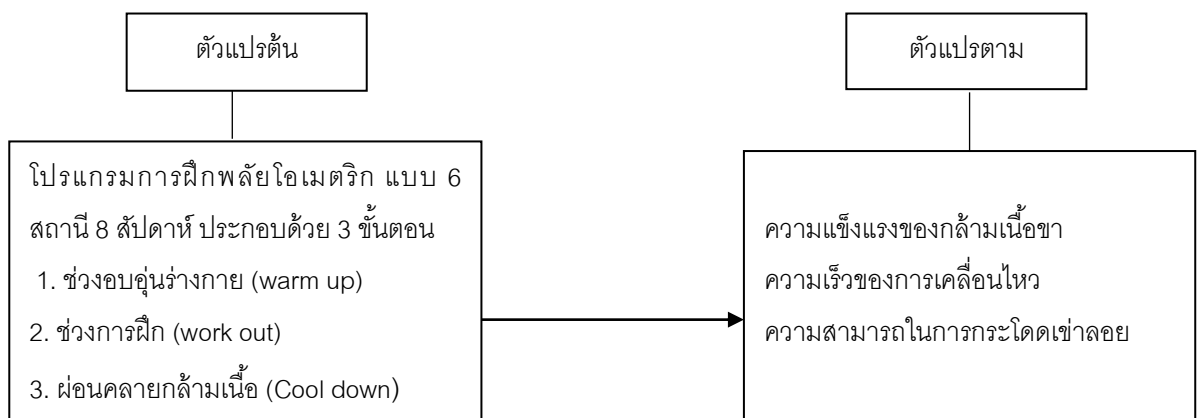 ตัวแปรต้น
ตัวแปรตาม
โปรแกรมการฝึกพลัยโอเมตริก แบบ 6
สถานี 8 สัปดาห์ ประกอบด้วย 3 ขั้นตอน
1. ช่วงอบอุ่นร่างกาย (warm up)
2. ช่วงการฝึก (work out)
3. ผ่อนคลายกล้ามเนื้อ (Cool down)
ความแข็งแรงของกล้ามเนื้อขา
ความเร็วของการเคลื่อนไหว
ความสามารถในการกระโดดเข่าลอย